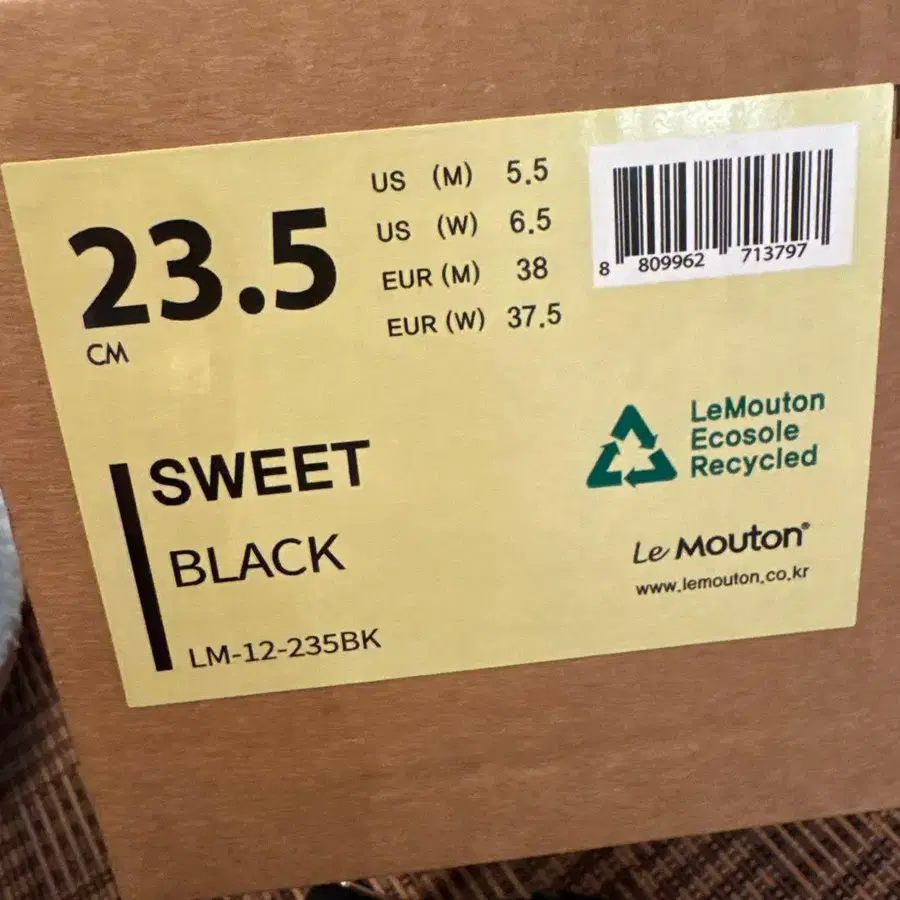 23.5
CM
US (M) 5.5
US (W) 6.5
EUR (M) 38
EUR (W) 37.5
8 809962 713797
SWEET
BLACK
LM-12-235BK
LeMouton
Ecosole
Recycled
Le Mouton®
www.lemouton.co.kr